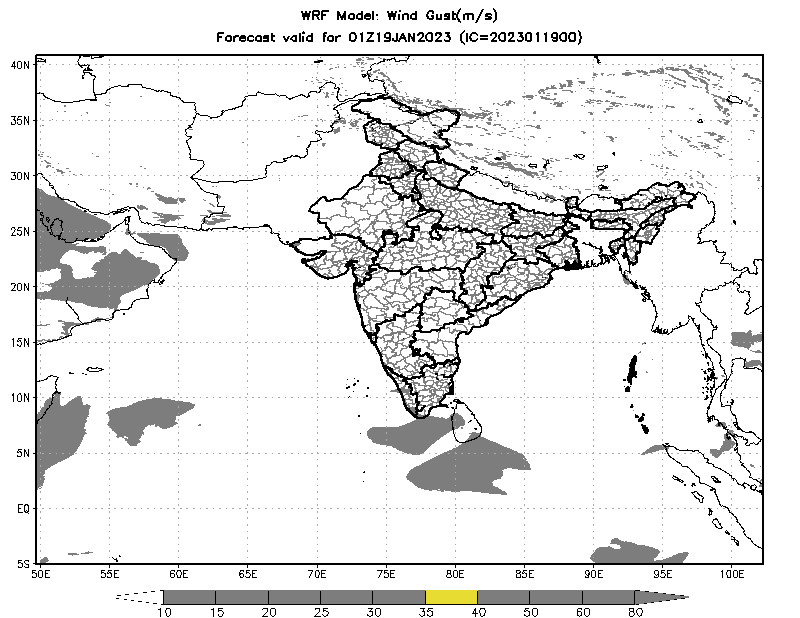 WRF Model: Wind Gust(m/s)
Forecast valid for 01Z19JAN2023 (IC=2023011900)
40N
35N
30N
25N
20N
15N
10N
5N
EQ
5S
50E 55E 60E 65E 70E 75E 80E 85E 90E 95E 100E
10 15 20 25 30 35 40 50 60 80